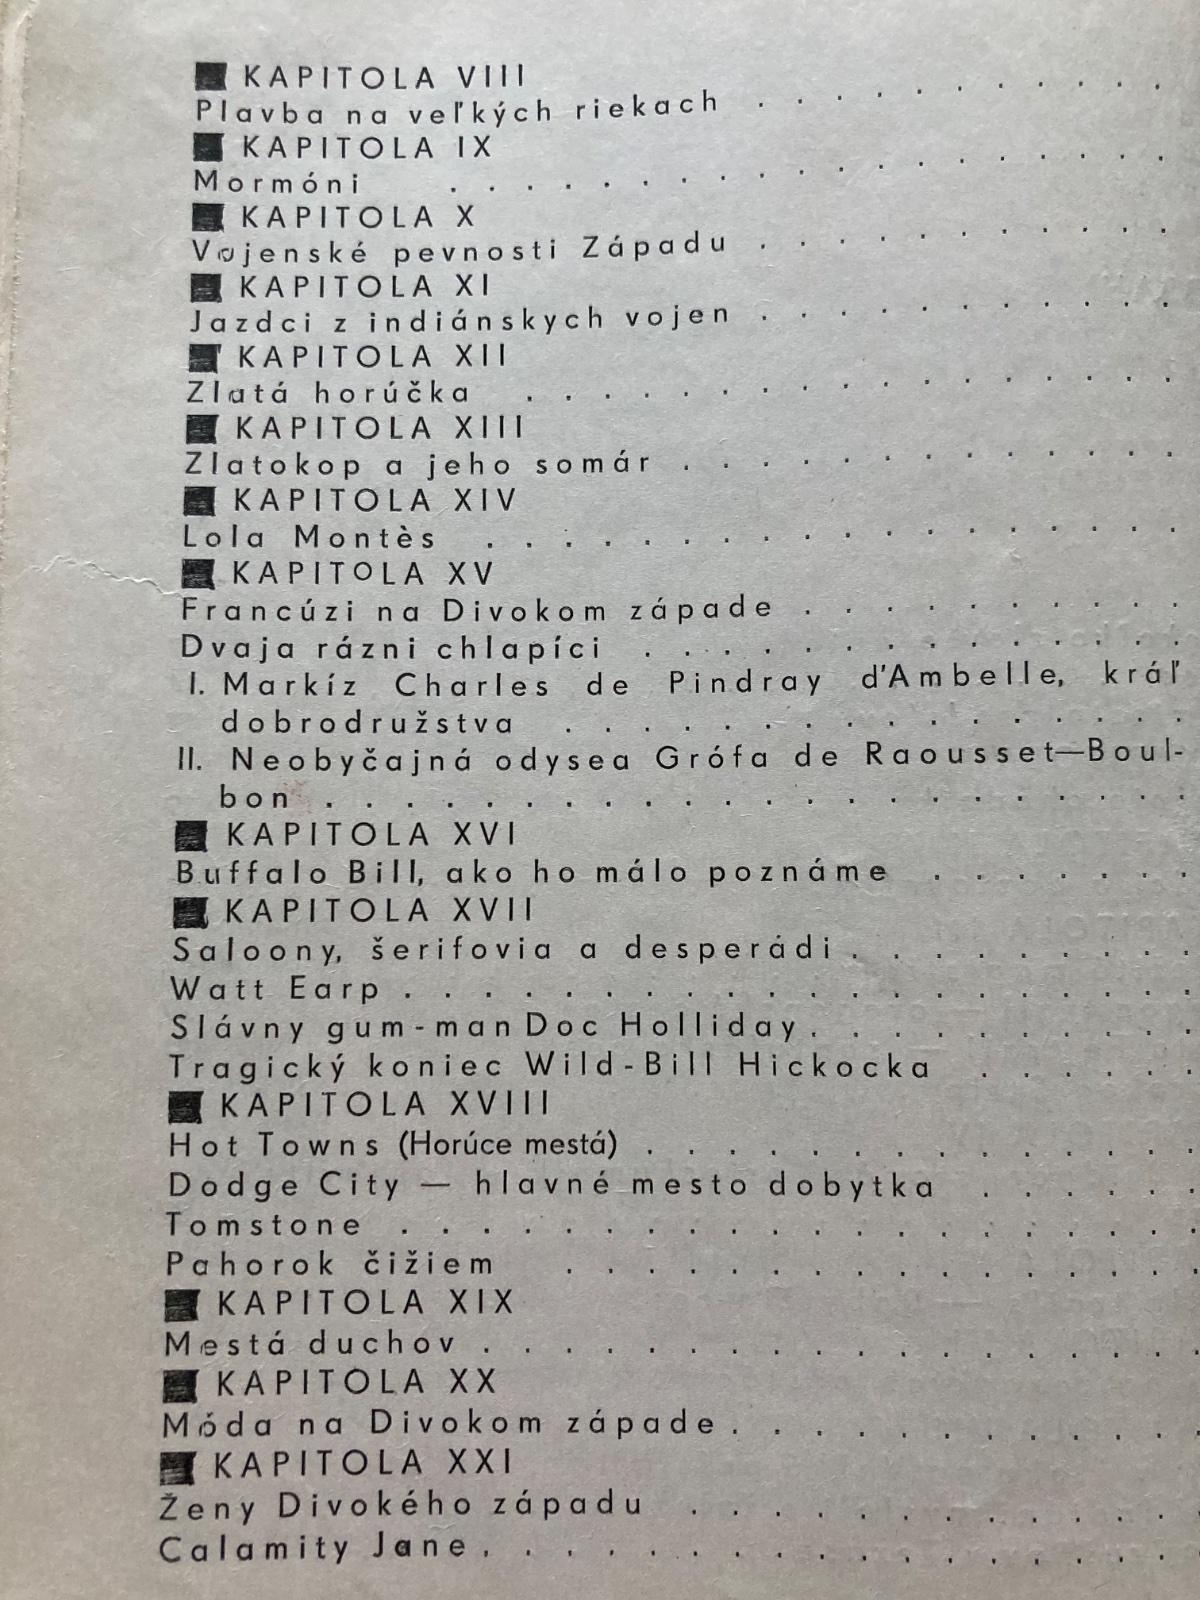 KAPITOLA VIII
Plavba na veľkých riekach . . . . . . . . . . .
KAPITOLA IX
Mormóni . . . . . . . . . . . . . . . . . . .
KAPITOLA X
Vojenské pevnosti Západu . . . . . . . . . . .
KAPITOLA XI
Jazdci z indiánskych vojen . . . . . . . . . . .
KAPITOLA XII
Zlatá horúčka . . . . . . . . . . . . . . . . .
KAPITOLA XIII
Zlatokop a jeho somár . . . . . . . . . . . . .
KAPITOLA XIV
Lola Montès . . . . . . . . . . . . . . . . . .
KAPITOLA XV
Francúzi na Divokom západe . . . . . . . . . .
Dvaja rázni chlapíci . . . . . . . . . . . . . .
I. Markíz Charles de Pindray d'Ambelle, kráľ
dobrodružstva . . . . . . . . . . . . . . . .
II. Neobyčajná odysea Grófa de Raousset—Boul-
bon . . . . . . . . . . . . . . . . . . . . . .
KAPITOLA XVI
Buffalo Bill, ako ho málo poznáme . . . . . . .
KAPITOLA XVII
Saloony, šerifovia a desperádi . . . . . . . . .
Watt Earp . . . . . . . . . . . . . . . . . . .
Slávny gum-man Doc Holliday . . . . . . . . . .
Tragický koniec Wild-Bill Hickocka . . . . . .
KAPITOLA XVIII
Hot Towns (Horúce mestá) . . . . . . . . . . . . .
Dodge City — hlavné mesto dobytka . . . . . .
Tomstone . . . . . . . . . . . . . . . . . . .
Pahorok čižiem . . . . . . . . . . . . . . . .
KAPITOLA XIX
Mestá duchov . . . . . . . . . . . . . . . . .
KAPITOLA XX
Móda na Divokom západe . . . . . . . . . . . .
KAPITOLA XXI
Ženy Divokého západu . . . . . . . . . . . . .
Calamity Jane . . . . . . . . . . . . . . . . .